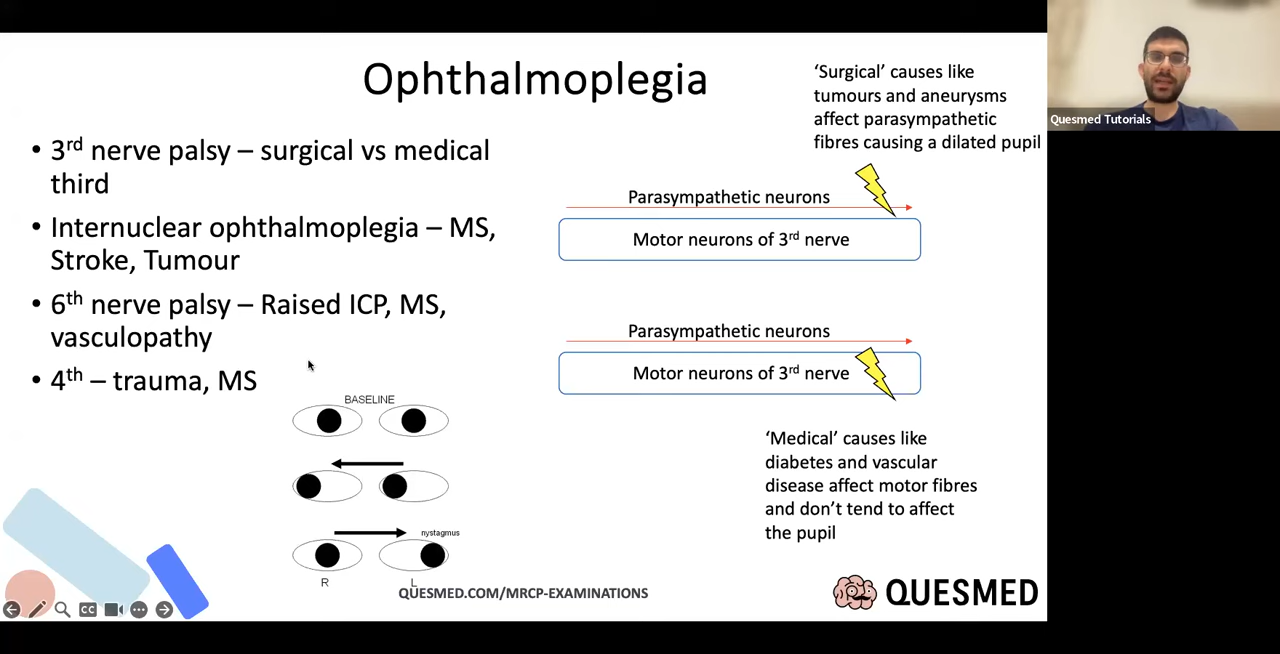 Ophthalmoplegia
• 3rd nerve palsy – surgical vs medical
third
• Internuclear ophthalmoplegia – MS,
Stroke, Tumour
• 6th nerve palsy – Raised ICP, MS,
vasculopathy
• 4th – trauma, MS
BASELINE
nystagmus
R
L
‘Surgical’ causes like
tumours and aneurysms
affect parasympathetic
fibres causing a dilated pupil
Parasympathetic neurons
Motor neurons of 3rd nerve
Parasympathetic neurons
Motor neurons of 3rd nerve
‘Medical’ causes like
diabetes and vascular
disease affect motor fibres
and don’t tend to affect
the pupil
QUESMED.COM/MRCP-EXAMINATIONS
QUESMED
CC
Quesmed Tutorials